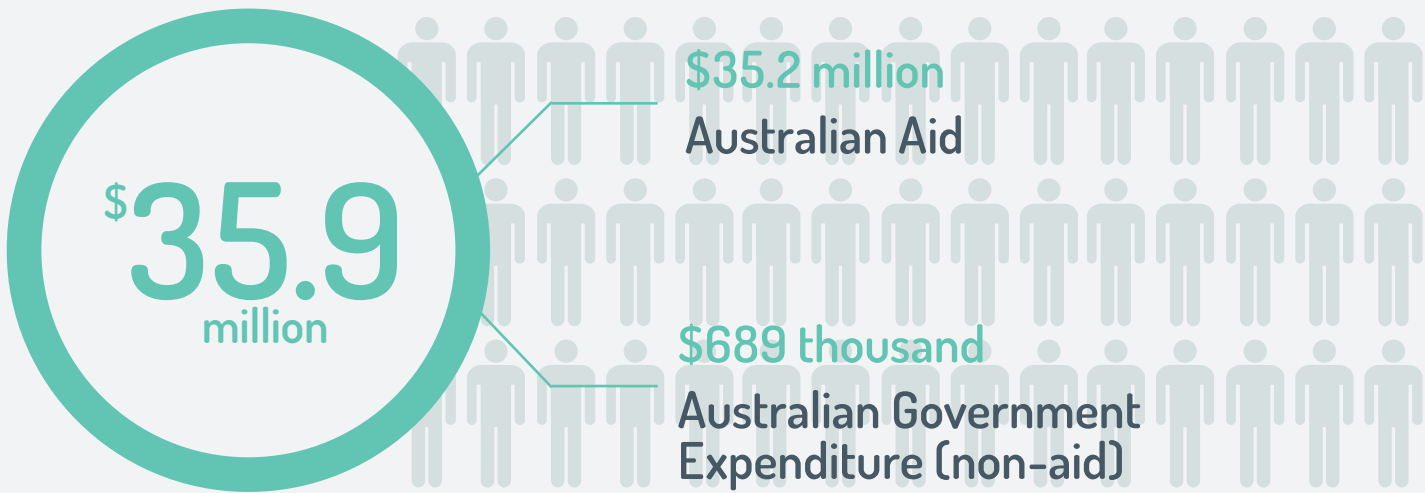 $35.9
million
$35.2 million
Australian Aid
$689 thousand
Australian Government
Expenditure (non-aid)